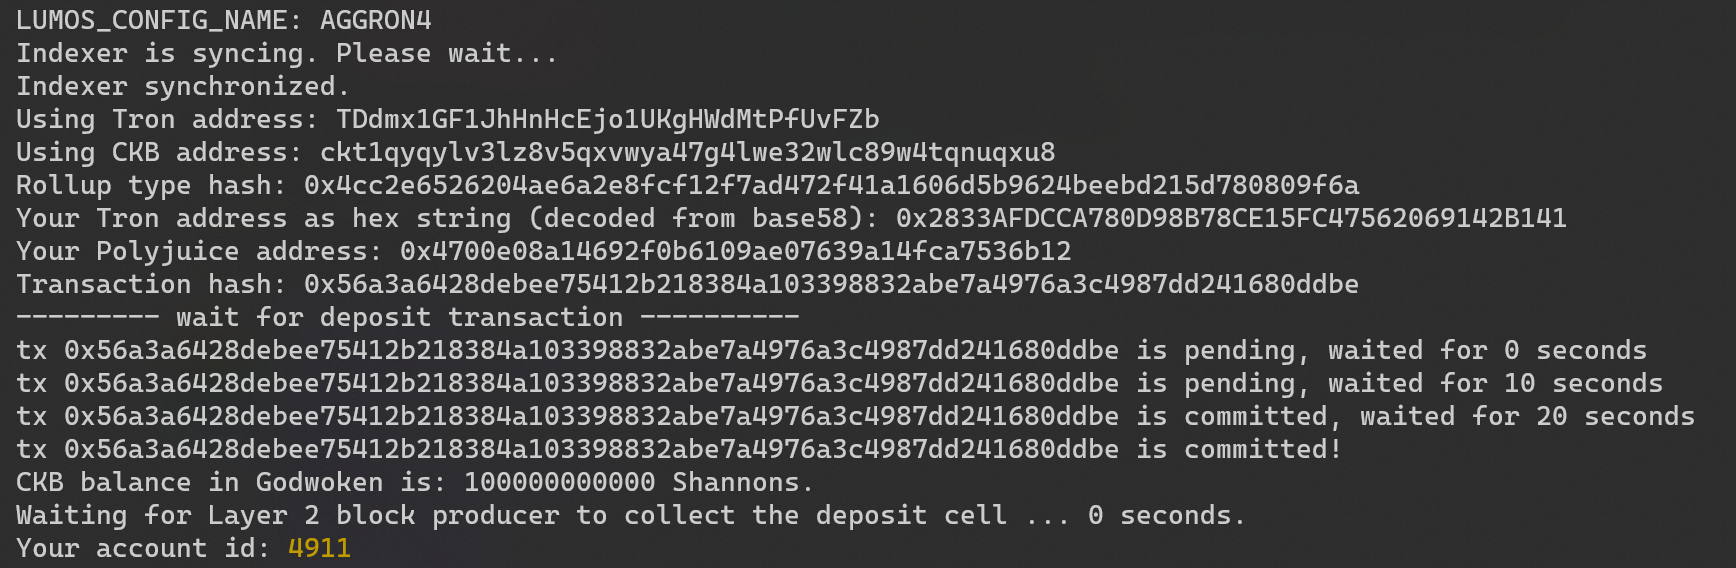 LUMOS_CONFIG_NAME: AGGRON4
Indexer is syncing. Please wait...
Indexer synchronized.
Using Tron address: TDdmx1GF1JhHnHcEjo1UKgHWdMtPfUvFZb
Using CKB address: ckt1qyqylv3lz8v5qxvwya47g4lwe32wlc89w4tqnuqxu8
Rollup type hash: 0x4cc2e6526204ae6a2e8fcf12f7ad472f41a1606d5b9624beebd215d780809f6a
Your Tron address as hex string (decoded from base58): 0x2833AFDCCA780D98B78CE15FC47562069142B141
Your Polyjuice address: 0x4700e08a14692f0b6109ae07639a14fca7536b12
Transaction hash: 0x56a3a6428debee75412b218384a103398832abe7a4976a3c4987dd241680ddbe
--------- wait for deposit transaction ----------
tx 0x56a3a6428debee75412b218384a103398832abe7a4976a3c4987dd241680ddbe is pending, waited for 0 seconds
tx 0x56a3a6428debee75412b218384a103398832abe7a4976a3c4987dd241680ddbe is pending, waited for 10 seconds
tx 0x56a3a6428debee75412b218384a103398832abe7a4976a3c4987dd241680ddbe is committed, waited for 20 seconds
tx 0x56a3a6428debee75412b218384a103398832abe7a4976a3c4987dd241680ddbe is committed!
CKB balance in Godwoken is: 100000000000 Shannons.
Waiting for Layer 2 block producer to collect the deposit cell ... 0 seconds.
Your account id: 4911